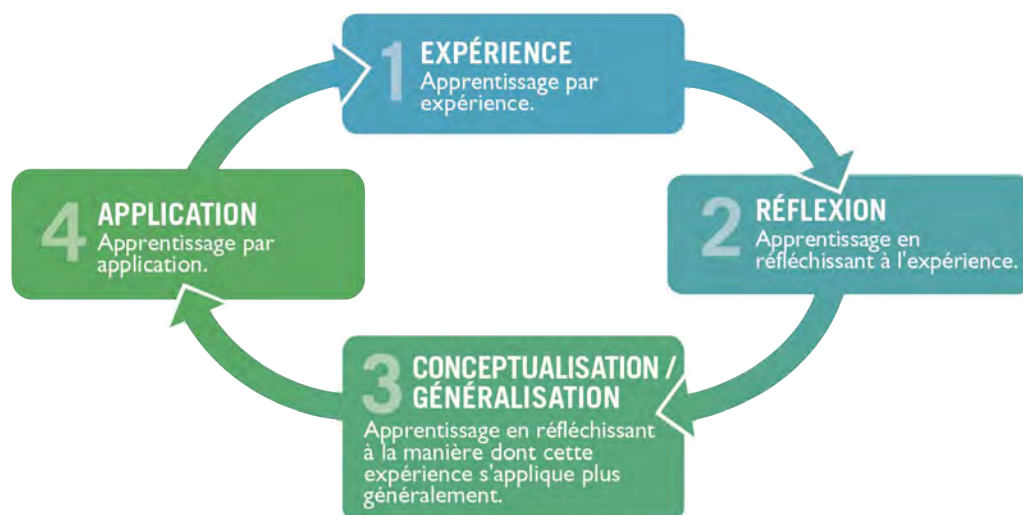 1 EXPÉRIENCE
Apprentissage par
expérience.
2 RÉFLEXION
Apprentissage en
réfléchissant à l'expérience.
3 CONCEPTUALISATION /
GÉNÉRALISATION
Apprentissage en réfléchissant
à la manière dont cette
expérience s'applique plus
généralement.
4 APPLICATION
Apprentissage par
application.